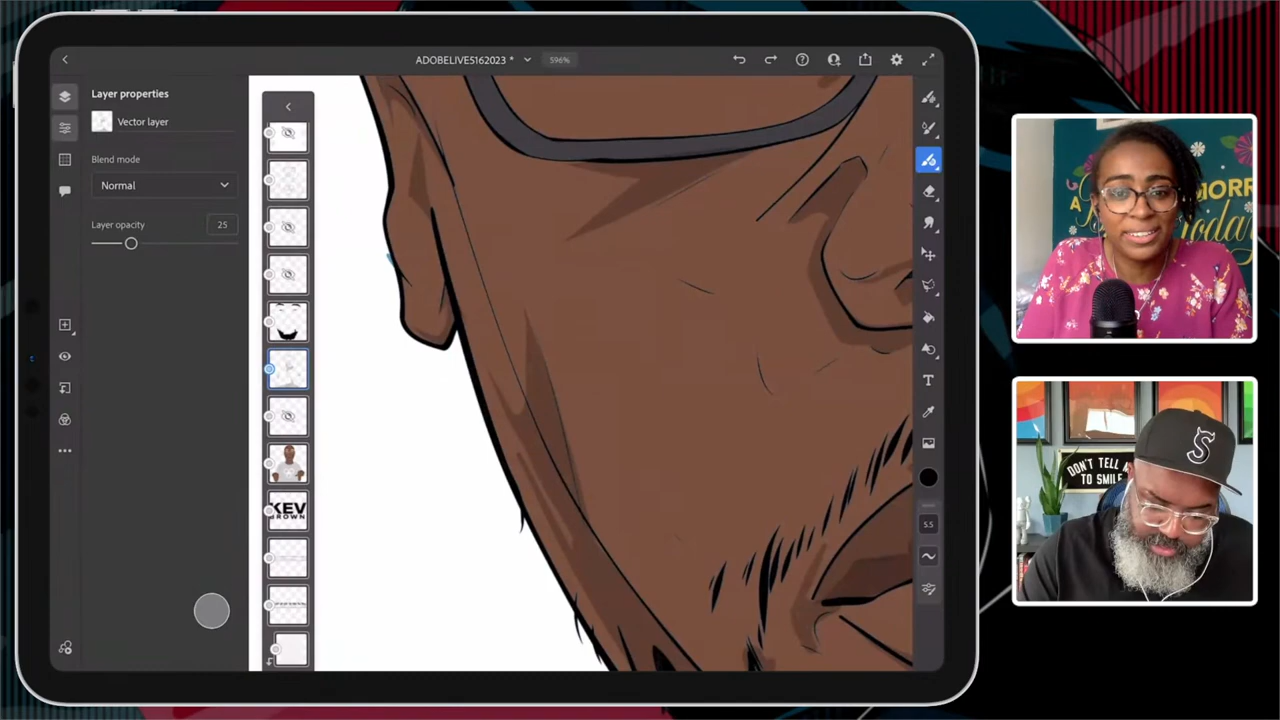 ADOBELIVE5162023 *
596%
Layer properties
Vector layer
Blend mode
Normal
Layer opacity
25
KEV
BROWN
T
5.5
A
MORR
DON'T TELL
TO SMILE
S